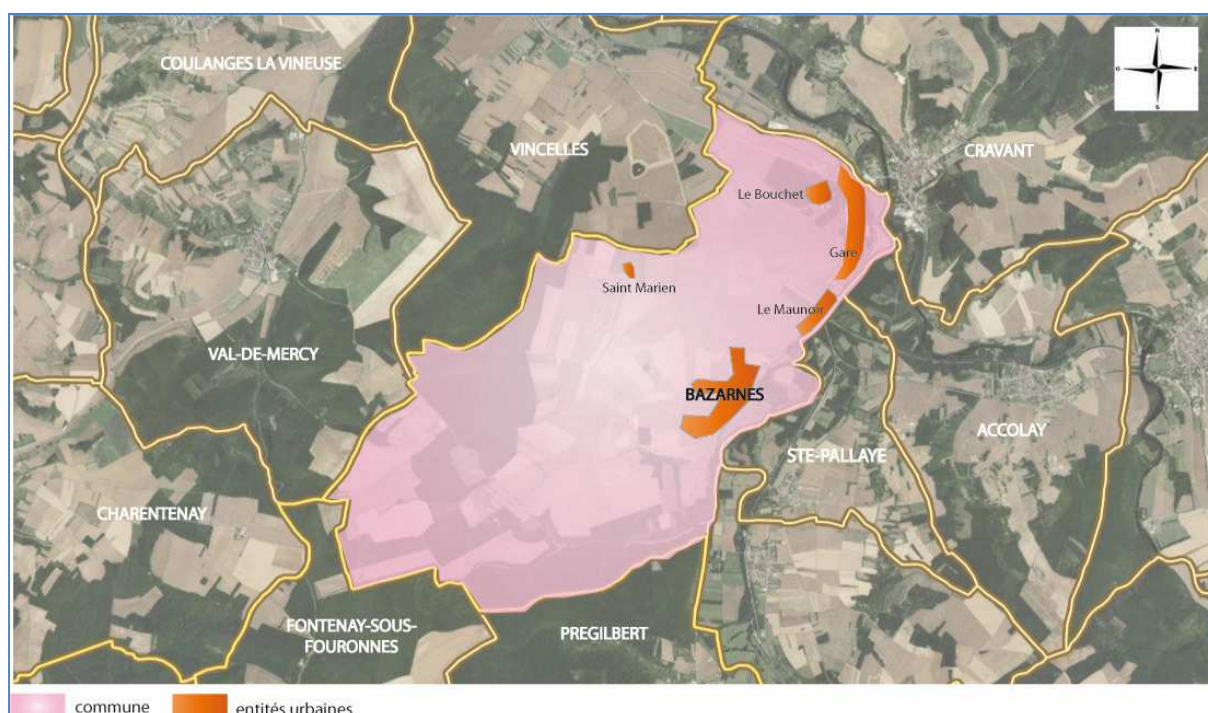 COULANGES LA VINEUSE
N
O E
S
VINCELLES
CRAVANT
Le Bouchet
Gare
Saint Marien
Le Maunoir
VAL-DE-MERCY
BAZARNES
ACCOLAY
STE-PALLAYE
CHARENTENAY
FONTENAY-SOUS-
FOURONNES
PREGILBERT
commune
entités urbaines